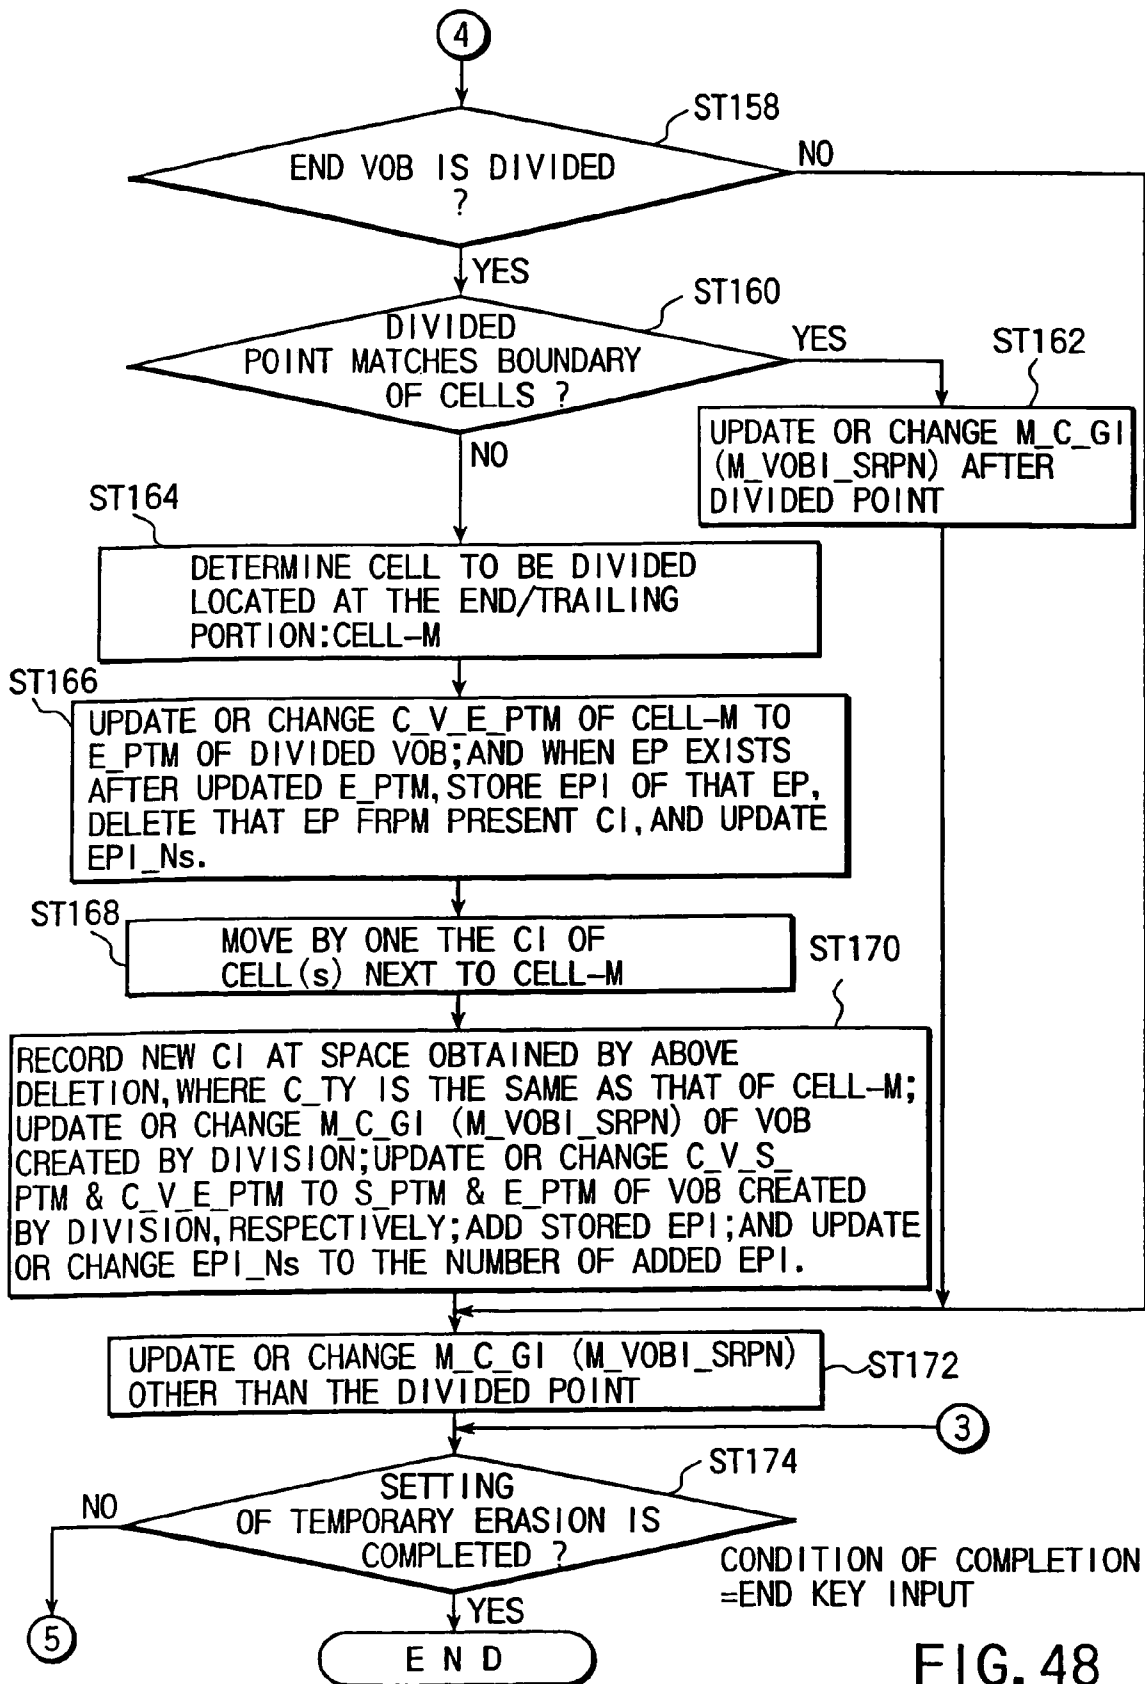 4
ST158
END VOB IS DIVIDED
?
NO
YES
ST160
DIVIDED
POINT MATCHES BOUNDARY
OF CELLS ?
YES
NO
ST162
UPDATE OR CHANGE M_C_GI
(M_VOBI_SRPN) AFTER
DIVIDED POINT
ST164
DETERMINE CELL TO BE DIVIDED
LOCATED AT THE END/TRAILING
PORTION:CELL-M
ST166
UPDATE OR CHANGE C_V_E_PTM OF CELL-M TO
E_PTM OF DIVIDED VOB;AND WHEN EP EXISTS
AFTER UPDATED E_PTM,STORE EPI OF THAT EP,
DELETE THAT EP FRPM PRESENT CI,AND UPDATE
EPI_Ns.
ST168
MOVE BY ONE THE CI OF
CELL(s) NEXT TO CELL-M
ST170
RECORD NEW CI AT SPACE OBTAINED BY ABOVE
DELETION,WHERE C_TY IS THE SAME AS THAT OF CELL-M;
UPDATE OR CHANGE M_C_GI (M_VOBI_SRPN) OF VOB
CREATED BY DIVISION;UPDATE OR CHANGE C_V_S_
PTM & C_V_E_PTM TO S_PTM & E_PTM OF VOB CREATED
BY DIVISION,RESPECTIVELY;ADD STORED EPI;AND UPDATE
OR CHANGE EPI_Ns TO THE NUMBER OF ADDED EPI.
UPDATE OR CHANGE M_C_GI (M_VOBI_SRPN)
OTHER THAN THE DIVIDED POINT
ST172
3
ST174
SETTING
OF TEMPORARY ERASION IS
COMPLETED ?
NO
CONDITION OF COMPLETION
=END KEY INPUT
YES
5
END
FIG. 48